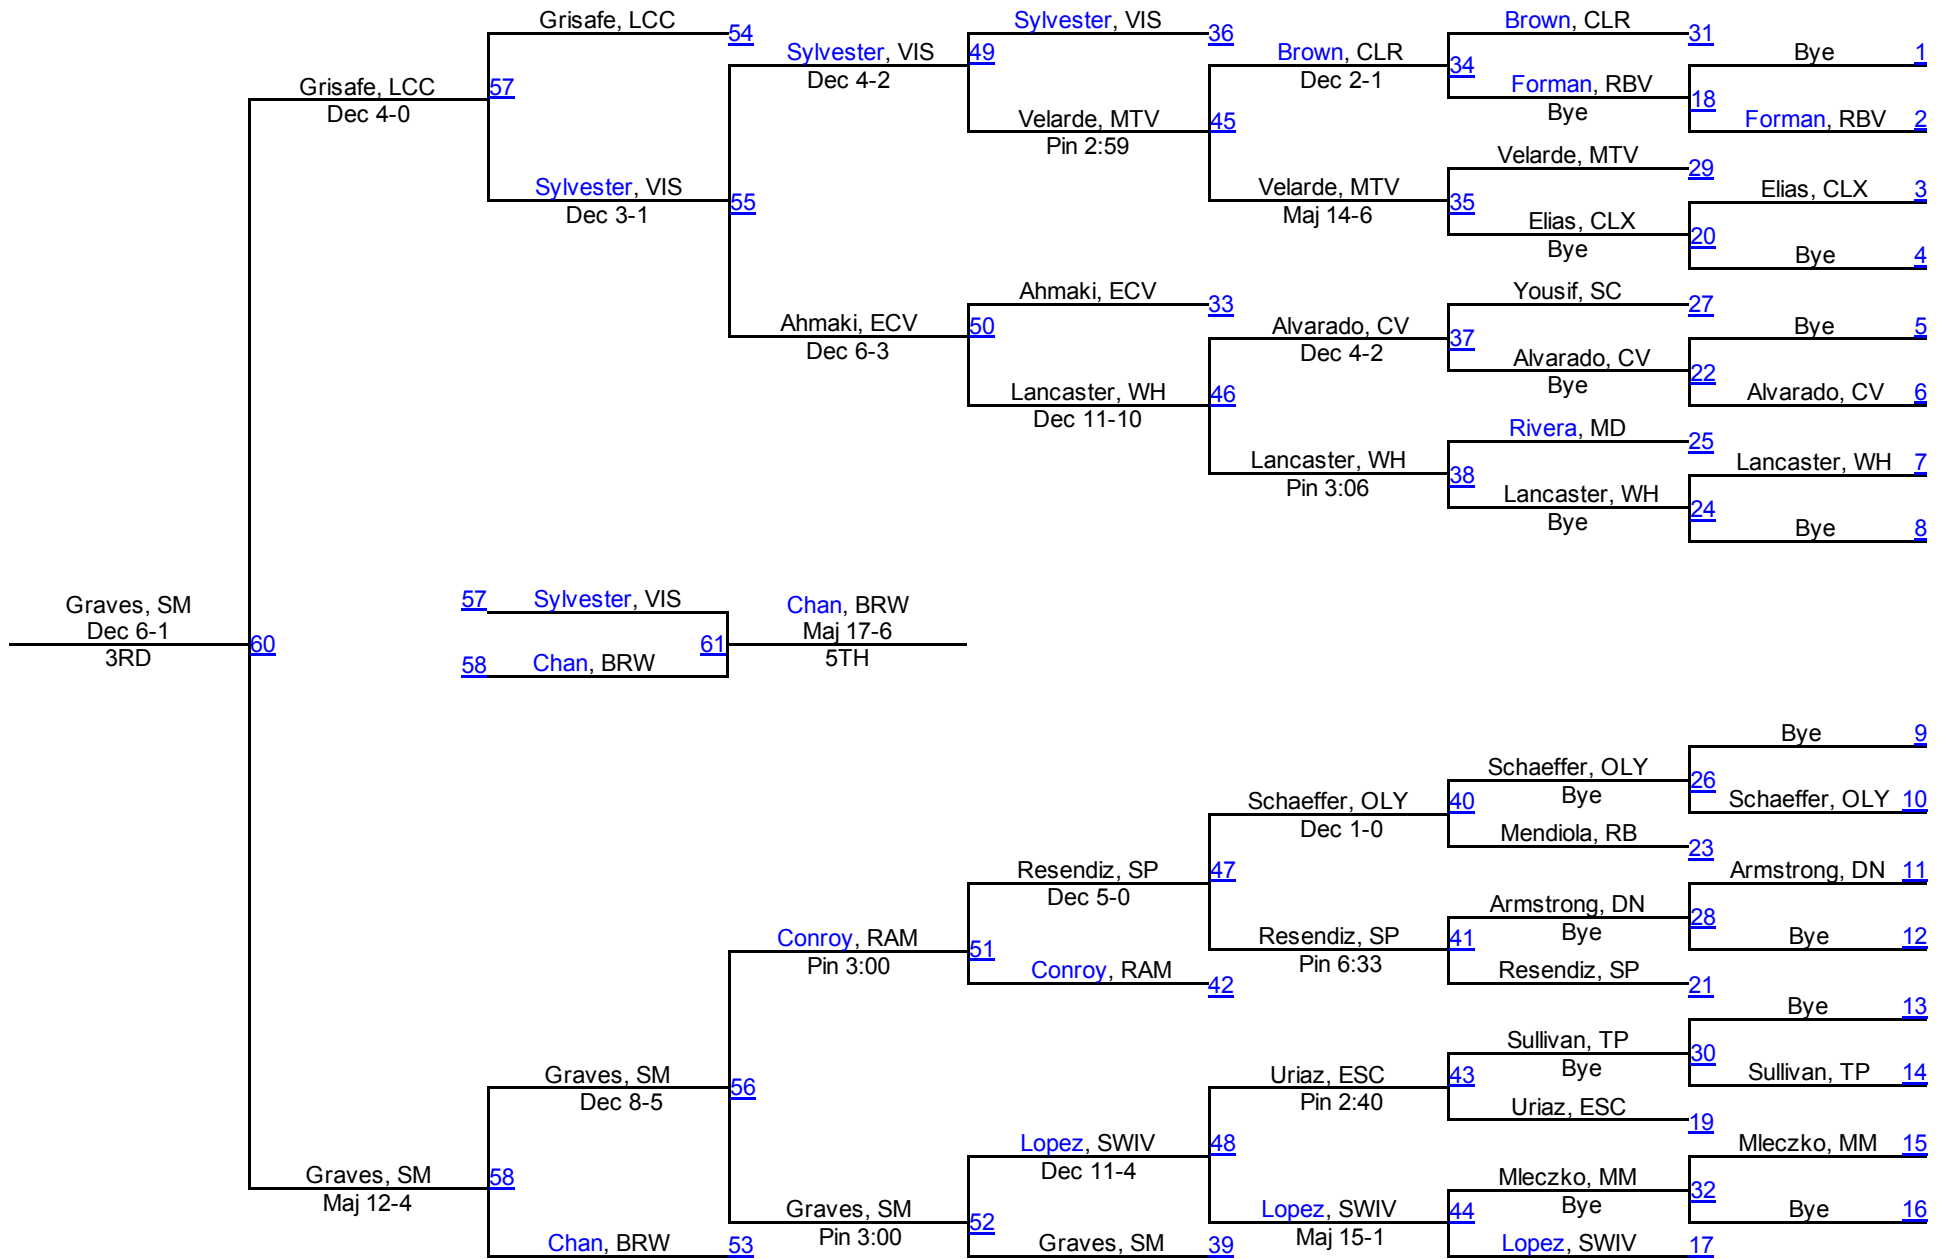 Grisafe, LCC
54
Sylvester, VIS
36
Brown, CLR
31
Sylvester, VIS
49
Dec 4-2
Brown, CLR
34
Dec 2-1
Bye
1
Forman, RBV
18
Bye
Forman, RBV
2
Grisafe, LCC
57
Dec 4-0
Velarde, MTV
45
Pin 2:59
Velarde, MTV
29
Sylvester, VIS
55
Dec 3-1
Velarde, MTV
35
Maj 14-6
Elias, CLX
3
Elias, CLX
20
Bye
Bye
4
Ahmaki, ECV
33
Yousif, SC
27
Ahmaki, ECV
50
Dec 6-3
Alvarado, CV
37
Dec 4-2
Bye
5
Alvarado, CV
22
Bye
Alvarado, CV
6
Lancaster, WH
46
Dec 11-10
Rivera, MD
25
Lancaster, WH
38
Pin 3:06
Lancaster, WH
7
Lancaster, WH
24
Bye
Bye
8
Graves, SM
Dec 6-1
60
3RD
57
Sylvester, VIS
58
Chan, BRW
61
Chan, BRW
Maj 17-6
5TH
Bye
9
Schaeffer, OLY
26
Bye
Schaeffer, OLY
10
Schaeffer, OLY
40
Dec 1-0
Mendiola, RB
23
Resendiz, SP
47
Dec 5-0
Armstrong, DN
11
Armstrong, DN
28
Bye
Bye
12
Conroy, RAM
51
Pin 3:00
Resendiz, SP
41
Pin 6:33
Conroy, RAM
42
Resendiz, SP
21
Bye
13
Sullivan, TP
30
Bye
Sullivan, TP
14
Graves, SM
56
Dec 8-5
Uriaz, ESC
43
Pin 2:40
Uriaz, ESC
19
Lopez, SWIV
48
Dec 11-4
Mleczko, MM
15
Graves, SM
58
Maj 12-4
Mleczko, MM
32
Bye
Bye
16
Graves, SM
52
Pin 3:00
Lopez, SWIV
44
Maj 15-1
Chan, BRW
53
Graves, SM
39
Lopez, SWIV
17